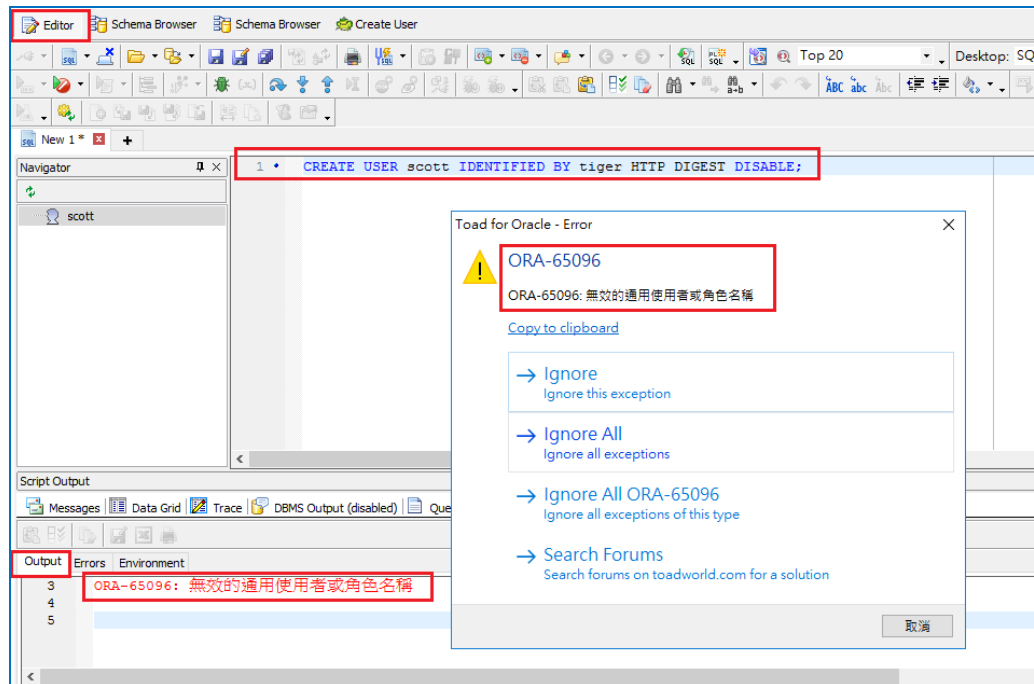 Editor Schema Browser Schema Browser Create User
Top 20 Desktop: SQ
New 1 *
Navigator
1 CREATE USER scott IDENTIFIED BY tiger HTTP DIGEST DISABLE;
scott
Toad for Oracle - Error
ORA-65096
ORA-65096: 無效的通用使用者或角色名稱
Copy to clipboard
Ignore
Ignore this exception
Ignore All
Ignore all exceptions
Ignore All ORA-65096
Ignore all exceptions of this type
Search Forums
Search forums on toadworld.com for a solution
取消
Script Output
Messages Data Grid Trace DBMS Output (disabled) Que
Output Errors Environment
3 ORA-65096: 無效的通用使用者或角色名稱
4
5